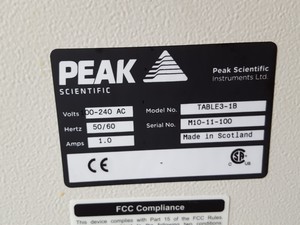 PEAK
SCIENTIFIC
Peak Scientific
Instruments Ltd.
Volts 00-240 AC
Model No. TABLE3-1B
Hertz 50/60
Serial No. M10-11-100
Amps 1.0
Made in Scotland
CE
FCC Compliance
This device complies with Part 15 of the FCC Rules